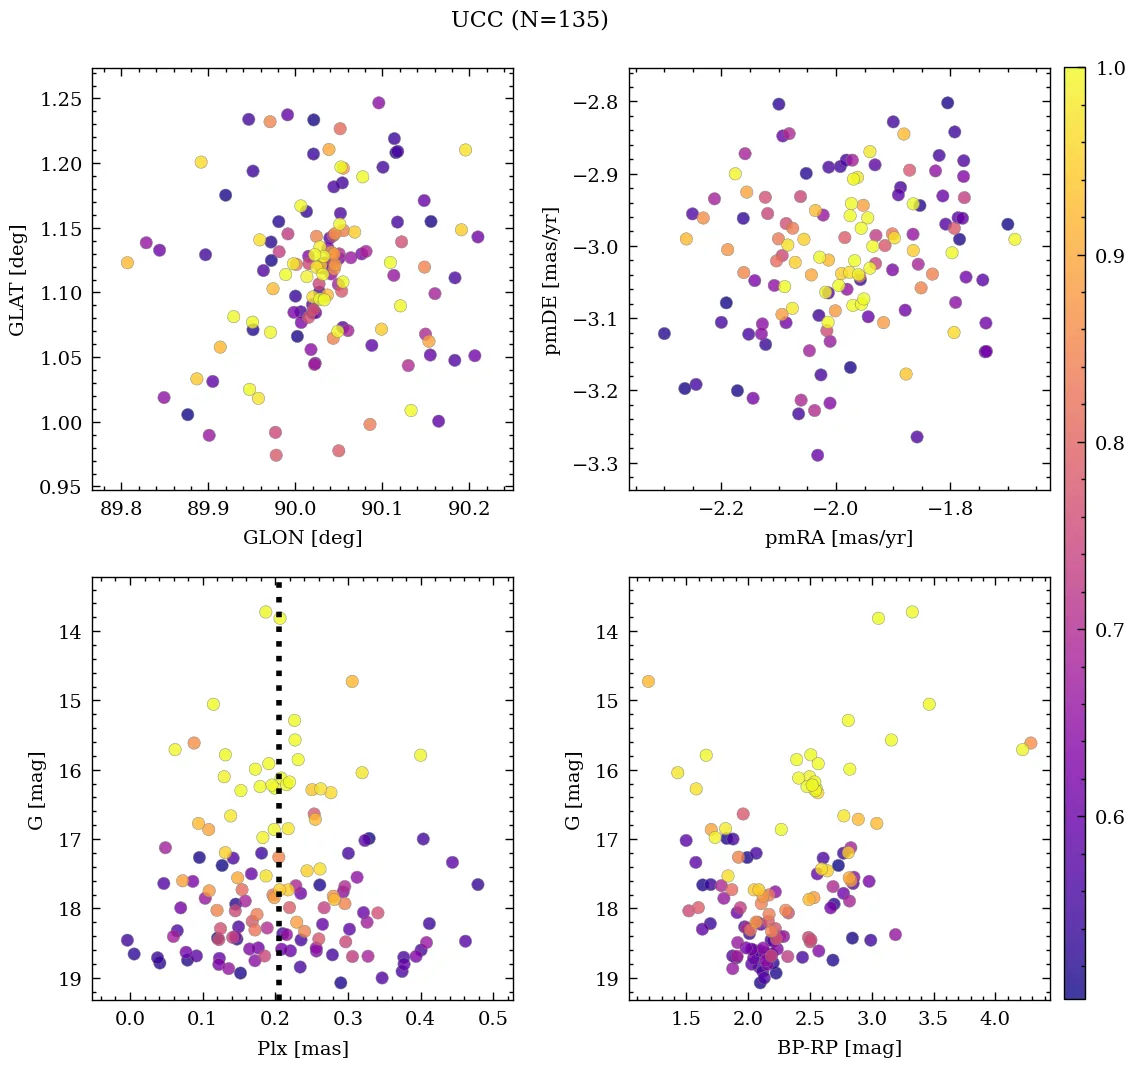 UCC (N=135)
1.25
1.20
1.15
1.10
1.05
1.00
0.95
GLAT [deg]
89.8 89.9 90.0 90.1 90.2
GLON [deg]
−2.8
−2.9
−3.0
−3.1
−3.2
−3.3
pmDE [mas/yr]
−2.2 −2.0 −1.8
pmRA [mas/yr]
14
15
16
17
18
19
G [mag]
0.0 0.1 0.2 0.3 0.4 0.5
Plx [mas]
14
15
16
17
18
19
G [mag]
1.5 2.0 2.5 3.0 3.5 4.0
BP-RP [mag]
1.0
0.9
0.8
0.7
0.6